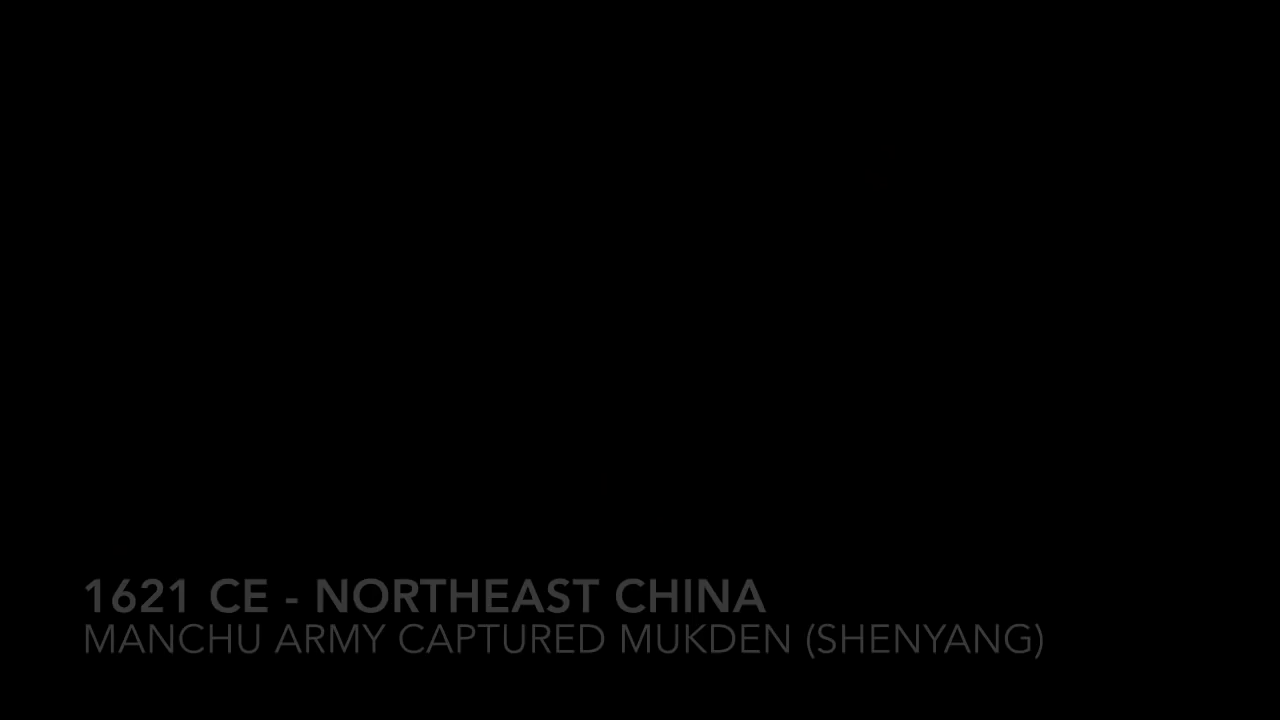 1621 CE - NORTHEAST CHINA
MANCHU ARMY CAPTURED MUKDEN (SHENYANG)